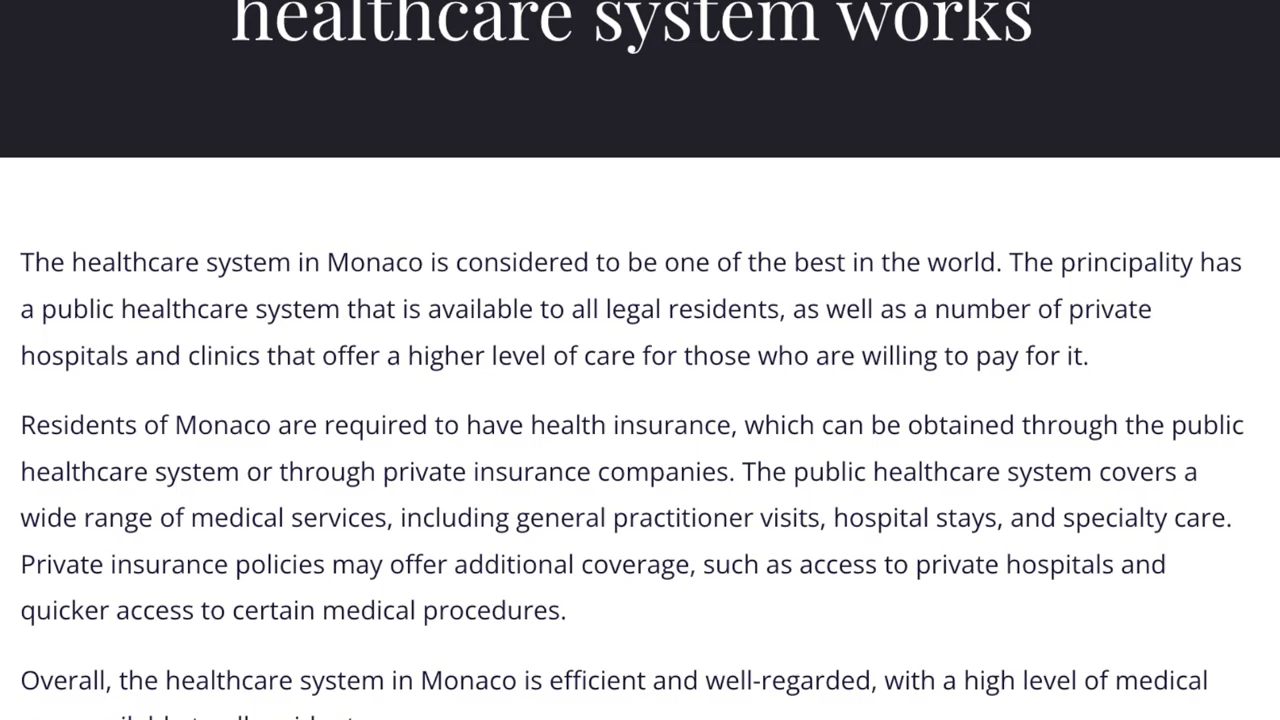 healthcare system works
The healthcare system in Monaco is considered to be one of the best in the world. The principality has
a public healthcare system that is available to all legal residents, as well as a number of private
hospitals and clinics that offer a higher level of care for those who are willing to pay for it.
Residents of Monaco are required to have health insurance, which can be obtained through the public
healthcare system or through private insurance companies. The public healthcare system covers a
wide range of medical services, including general practitioner visits, hospital stays, and specialty care.
Private insurance policies may offer additional coverage, such as access to private hospitals and
quicker access to certain medical procedures.
Overall, the healthcare system in Monaco is efficient and well-regarded, with a high level of medical